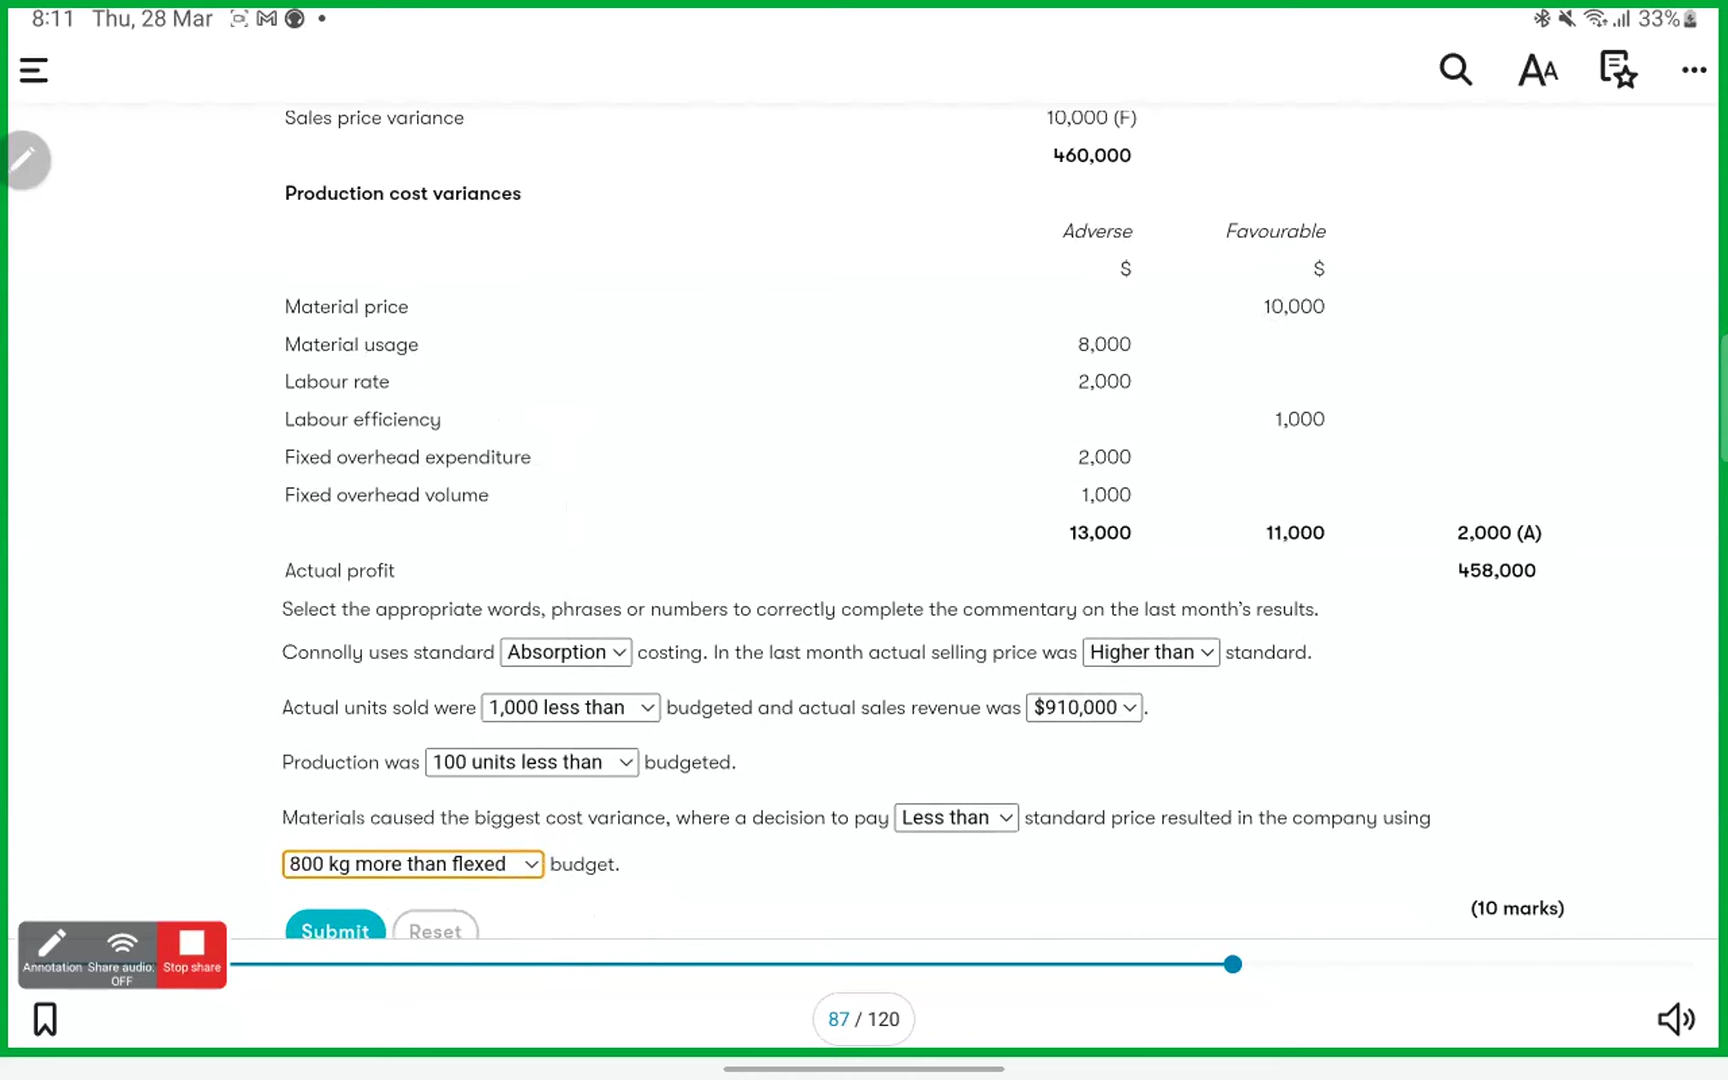 8:11 Thu, 28 Mar 33%
AA
Sales price variance 10,000 (F)
460,000
Production cost variances
Adverse Favourable
$ $
Material price 10,000
Material usage 8,000
Labour rate 2,000
Labour efficiency 1,000
Fixed overhead expenditure 2,000
Fixed overhead volume 1,000
13,000 11,000 2,000 (A)
Actual profit 458,000
Select the appropriate words, phrases or numbers to correctly complete the commentary on the last month's results.
Connolly uses standard Absorption costing. In the last month actual selling price was Higher than standard.
Actual units sold were 1,000 less than budgeted and actual sales revenue was $910,000.
Production was 100 units less than budgeted.
Materials caused the biggest cost variance, where a decision to pay Less than standard price resulted in the company using
800 kg more than flexed budget.
(10 marks)
Submit Reset
Annotation Share audio: OFF Stop share
87 / 120